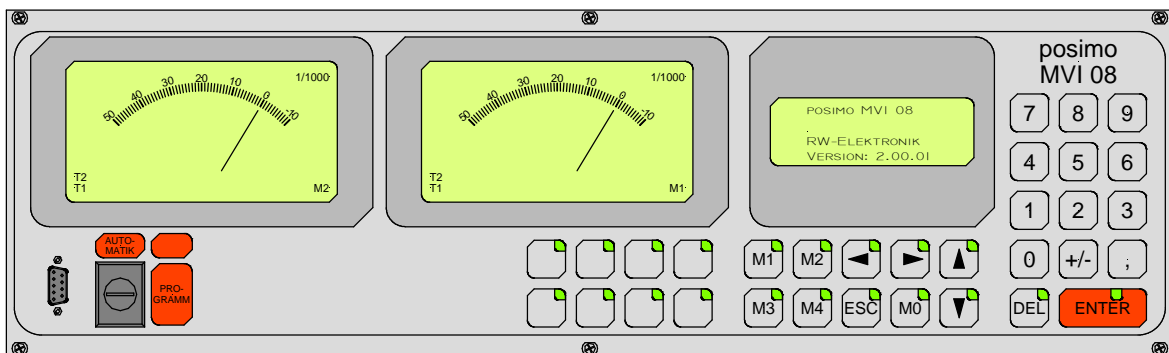 50 40 30 20 10 0 -10
1/1000
T2
T1
M2
50 40 30 20 10 0 -10
1/1000
T2
T1
M1
POSIMO MVI 08
RW-ELEKTRONIK
VERSION: 2.00.01
posimo
MVI 08
7 8 9
4 5 6
1 2 3
0 +/- ,
DEL ENTER
AUTO-
MATIK
PRO-
GRAMM
M1 M2
M3 M4 ESC M0